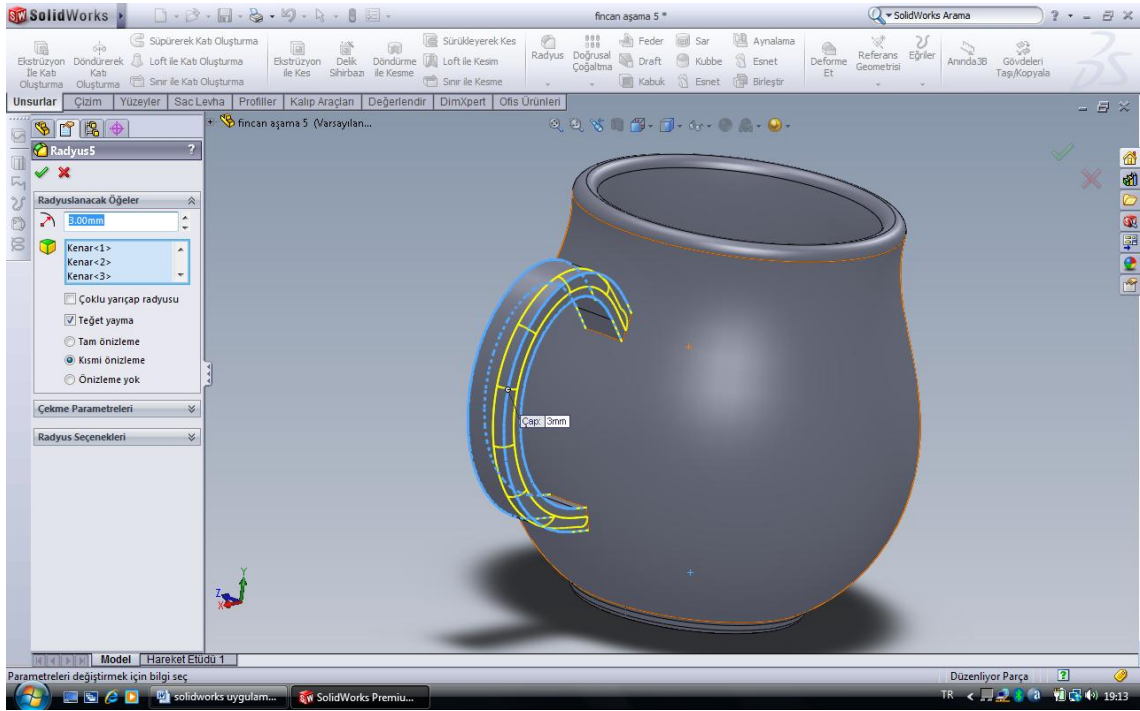 SolidWorks
fincan aşama 5 *
SolidWorks Arama
Ekstrüzyon İle Katı Oluşturma
Döndürerek Katı Oluşturma
Süpürerek Katı Oluşturma
Loft ile Katı Oluşturma
Sınır ile Katı Oluşturma
Ekstrüzyon ile Kes
Delik Sihirbazı
Döndürme ile Kesme
Sürükleyerek Kes
Loft ile Kesim
Sınır ile Kesme
Radyus
Doğrusal Çoğaltma
Feder
Draft
Kabuk
Sar
Kubbe
Esnet
Aynalama
Esnet
Birleştir
Deforme Et
Referans Geometrisi
Eğriler
Anında3B
Gövdeleri Taşı/Kopyala
Unsurlar Çizim Yüzeyler Sac Levha Profiller Kalıp Araçları Değerlendir DimXpert Ofis Ürünleri
fincan aşama 5 (Varsayılan...
Radyus5 ?
Radyuslanacak Öğeler
3.00mm
Kenar<1>
Kenar<2>
Kenar<3>
Çoklu yarıçap radyusu
Teğet yayma
Tam önizleme
Kısmi önizleme
Önizleme yok
Çekme Parametreleri
Radyus Seçenekleri
Çap: 3mm
Y
Z
X
Model Hareket Etüdü 1
Parametreleri değiştirmek için bilgi seç
Düzenliyor Parça
solidworks uygulam...
SolidWorks Premiu...
TR
19:13